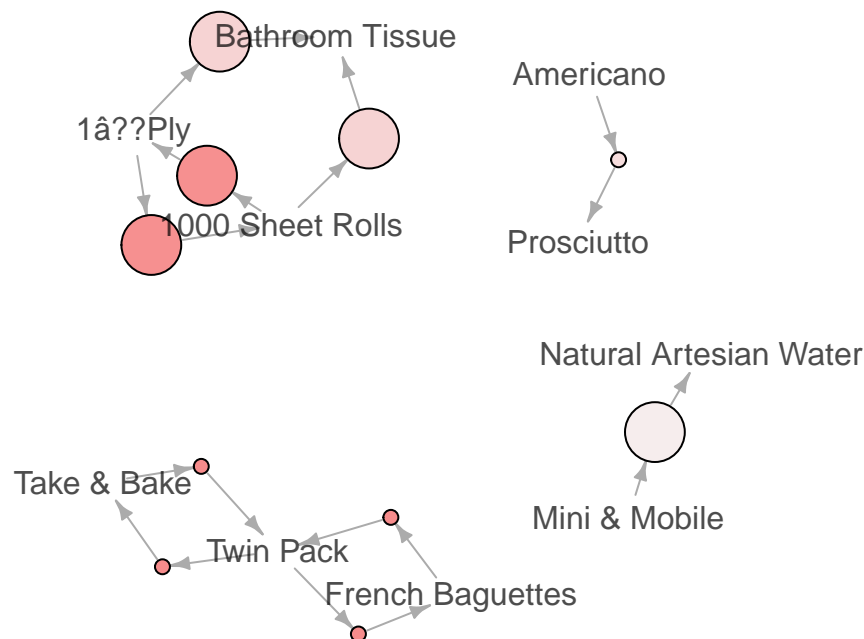 Bathroom Tissue
Americano
1â??Ply
1000 Sheet Rolls
Prosciutto
Natural Artesian Water
Take & Bake
Mini & Mobile
Twin Pack
French Baguettes